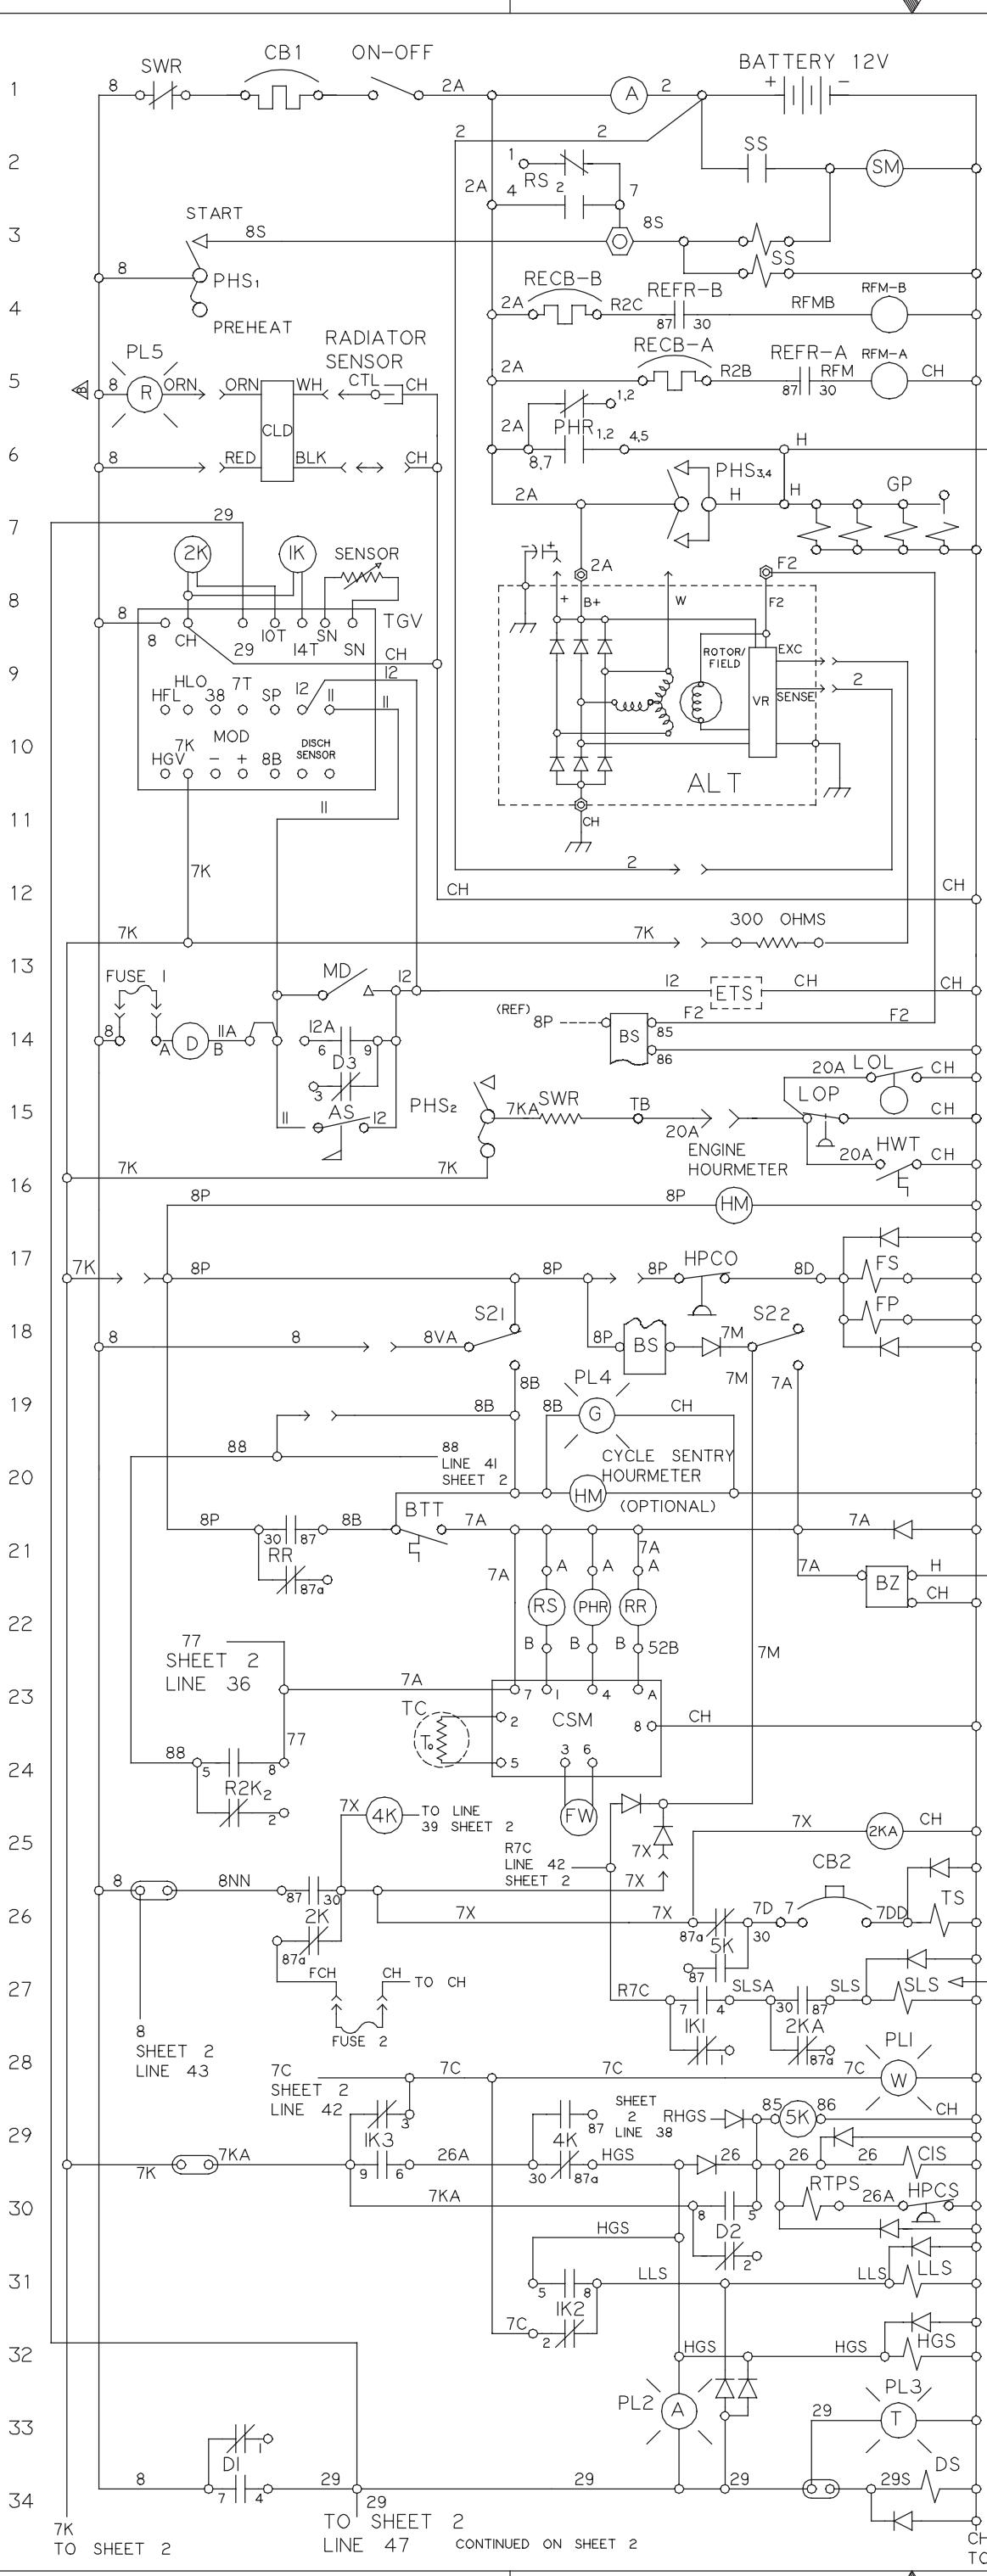 1 8 SWR CB1 ON-OFF 2A A 2 BATTERY 12V + -
2 2 2
2 1 RS 2 7 SS SM
2A 4
3 START 8S 8S
8 PHS1 SS
4 PREHEAT
RECB-B 2A R2C REFR-B 87 30 RFMB RFM-B
RECB-A REFR-A RFM-A
5 PL5 RADIATOR SENSOR 2A R2B 87 RFM 30 CH
B 8 R ORN ORN WH CTL CH
CLD
1,2
2A PHR 1,2 4,5 H
6 8 RED BLK CH 8,7
PHS3,4
2A H H GP
7 29
2K 1K SENSOR
- + 2A F2
8 8 TGV + B+ W F2
8 CH 29 10T 14T SN SN
CH ROTOR/ FIELD EXC
9 12 VR SENSE 2
HFL HLO 38 7T SP 12 11 11
10 7K MOD DISCH SENSOR
HGV - + 8B ALT
11 11 CH
7K 2
12 CH CH
7K 7K 300 OHMS
13 FUSE 1 MD 12 12 ETS CH CH
14 8 A D B 11A 12A 6 9 (REF) 8P BS 85 F2 F2
D3 86
3 20A LOL CH
15 AS PHS2 7KA SWR TB 20A LOP CH
11 12
ENGINE HOURMETER 20A HWT CH
16 7K 7K
8P 8P HM
17 7K 8P 8P 8P HPCO 8D FS
FP
18 8 8 8VA S21 8P BS 7M S22
7M 7A
19 8B PL4
8B 8B G CH
88 88 LINE 41 SHEET 2 CYCLE SENTRY HOURMETER
20 HM (OPTIONAL)
BTT
21 8P 30 87 8B 7A 7A 7A
RR 87a 7A A A A 7A BZ H CH
22 RS PHR RR
77 SHEET 2 LINE 36 B B B 52B 7M
23 7A 7 1 4 A
TC CSM
2 8 CH
77 To
24 88 5 8 5 3 6
R2K2 FW
2 7X 4K TO LINE 39 SHEET 2
25 R7C LINE 42 SHEET 2 7X 7X 2KA CH
CB2
8 8NN 87 30 7X
26 2K 7X 7X 87a 30 7D 7 7DD TS
87a 5K
87
27 FCH CH TO CH R7C 7 4 SLSA 30 87 SLS SLS
8 SHEET 2 LINE 43 FUSE 2 1K1 1 2KA 87a
28 7C SHEET 2 LINE 42 7C 7C 7C PL1 W
SHEET 2 LINE 38 RHGS 85 5K 86 CH
3 87
29 1K3 4K
7K 7KA 9 6 26A 30 87a HGS 26 26 26 CIS
30 7KA 8 5 RTPS 26A HPCS
HGS D2 2
31 5 8 LLS LLS LLS
1K2
7C 2
32 HGS HGS HGS
33 PL2 A 29 PL3 T
1
D1
34 8 7 4 29 29 29 29S DS
29
7K TO SHEET 2 TO SHEET 2 LINE 47 CONTINUED ON SHEET 2 CH TO